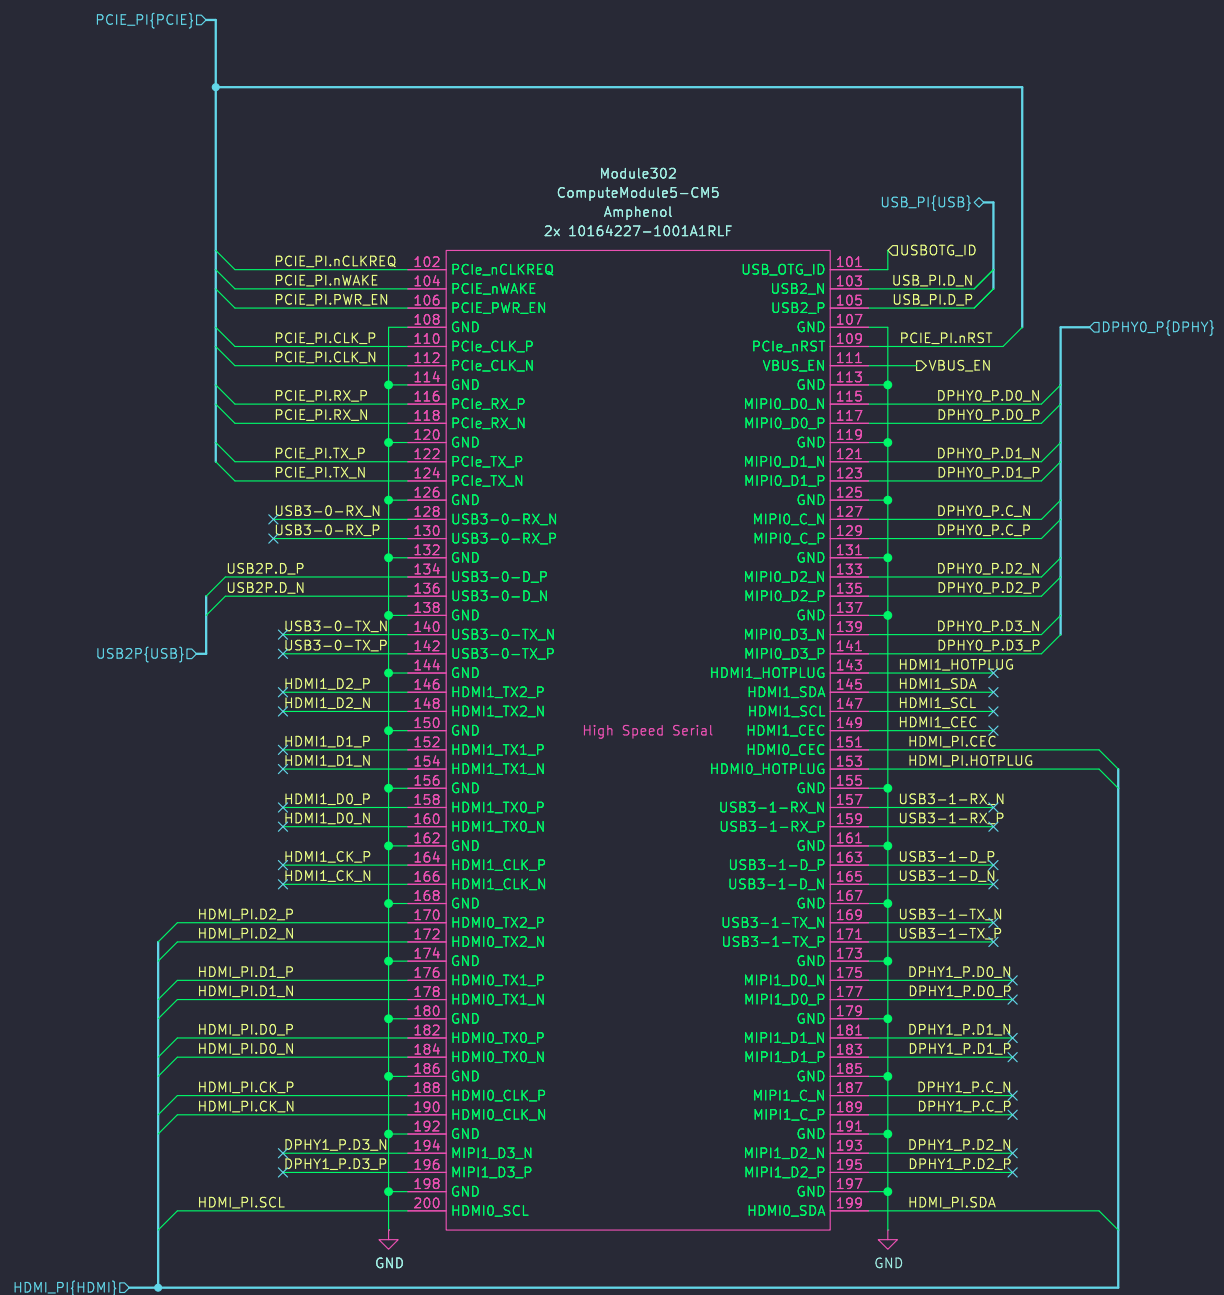 PCIE_PI{PCIE}
Module302
ComputeModule5-CM5
Amphenol
2x 10164227-1001A1RLF
USB_PI{USB}
DPHY0_P{DPHY}
USB2P{USB}
HDMI_PI{HDMI}
High Speed Serial
PCIE_PI.nCLKREQ 102 PCIe_nCLKREQ
PCIE_PI.nWAKE 104 PCIE_nWAKE
PCIE_PI.PWR_EN 106 PCIE_PWR_EN
108 GND
PCIE_PI.CLK_P 110 PCIe_CLK_P
PCIE_PI.CLK_N 112 PCIe_CLK_N
114 GND
PCIE_PI.RX_P 116 PCIe_RX_P
PCIE_PI.RX_N 118 PCIe_RX_N
120 GND
PCIE_PI.TX_P 122 PCIe_TX_P
PCIE_PI.TX_N 124 PCIe_TX_N
126 GND
USB3-0-RX_N 128 USB3-0-RX_N
USB3-0-RX_P 130 USB3-0-RX_P
132 GND
USB2P.D_P 134 USB3-0-D_P
USB2P.D_N 136 USB3-0-D_N
138 GND
USB3-0-TX_N 140 USB3-0-TX_N
USB3-0-TX_P 142 USB3-0-TX_P
144 GND
HDMI1_D2_P 146 HDMI1_TX2_P
HDMI1_D2_N 148 HDMI1_TX2_N
150 GND
HDMI1_D1_P 152 HDMI1_TX1_P
HDMI1_D1_N 154 HDMI1_TX1_N
156 GND
HDMI1_D0_P 158 HDMI1_TX0_P
HDMI1_D0_N 160 HDMI1_TX0_N
162 GND
HDMI1_CK_P 164 HDMI1_CLK_P
HDMI1_CK_N 166 HDMI1_CLK_N
168 GND
HDMI_PI.D2_P 170 HDMI0_TX2_P
HDMI_PI.D2_N 172 HDMI0_TX2_N
174 GND
HDMI_PI.D1_P 176 HDMI0_TX1_P
HDMI_PI.D1_N 178 HDMI0_TX1_N
180 GND
HDMI_PI.D0_P 182 HDMI0_TX0_P
HDMI_PI.D0_N 184 HDMI0_TX0_N
186 GND
HDMI_PI.CK_P 188 HDMI0_CLK_P
HDMI_PI.CK_N 190 HDMI0_CLK_N
192 GND
DPHY1_P.D3_N 194 MIPI1_D3_N
DPHY1_P.D3_P 196 MIPI1_D3_P
198 GND
HDMI_PI.SCL 200 HDMI0_SCL
GND
USB_OTG_ID 101 USBOTG_ID
USB2_N 103 USB_PI.D_N
USB2_P 105 USB_PI.D_P
GND 107
PCIe_nRST 109 PCIE_PI.nRST
VBUS_EN 111 VBUS_EN
GND 113
MIPI0_D0_N 115 DPHY0_P.D0_N
MIPI0_D0_P 117 DPHY0_P.D0_P
GND 119
MIPI0_D1_N 121 DPHY0_P.D1_N
MIPI0_D1_P 123 DPHY0_P.D1_P
GND 125
MIPI0_C_N 127 DPHY0_P.C_N
MIPI0_C_P 129 DPHY0_P.C_P
GND 131
MIPI0_D2_N 133 DPHY0_P.D2_N
MIPI0_D2_P 135 DPHY0_P.D2_P
GND 137
MIPI0_D3_N 139 DPHY0_P.D3_N
MIPI0_D3_P 141 DPHY0_P.D3_P
HDMI1_HOTPLUG 143 HDMI1_HOTPLUG
HDMI1_SDA 145 HDMI1_SDA
HDMI1_SCL 147 HDMI1_SCL
HDMI1_CEC 149 HDMI1_CEC
HDMI0_CEC 151 HDMI_PI.CEC
HDMI0_HOTPLUG 153 HDMI_PI.HOTPLUG
GND 155
USB3-1-RX_N 157 USB3-1-RX_N
USB3-1-RX_P 159 USB3-1-RX_P
GND 161
USB3-1-D_P 163 USB3-1-D_P
USB3-1-D_N 165 USB3-1-D_N
GND 167
USB3-1-TX_N 169 USB3-1-TX_N
USB3-1-TX_P 171 USB3-1-TX_P
GND 173
MIPI1_D0_N 175 DPHY1_P.D0_N
MIPI1_D0_P 177 DPHY1_P.D0_P
GND 179
MIPI1_D1_N 181 DPHY1_P.D1_N
MIPI1_D1_P 183 DPHY1_P.D1_P
GND 185
MIPI1_C_N 187 DPHY1_P.C_N
MIPI1_C_P 189 DPHY1_P.C_P
GND 191
MIPI1_D2_N 193 DPHY1_P.D2_N
MIPI1_D2_P 195 DPHY1_P.D2_P
GND 197
HDMI0_SDA 199 HDMI_PI.SDA
GND